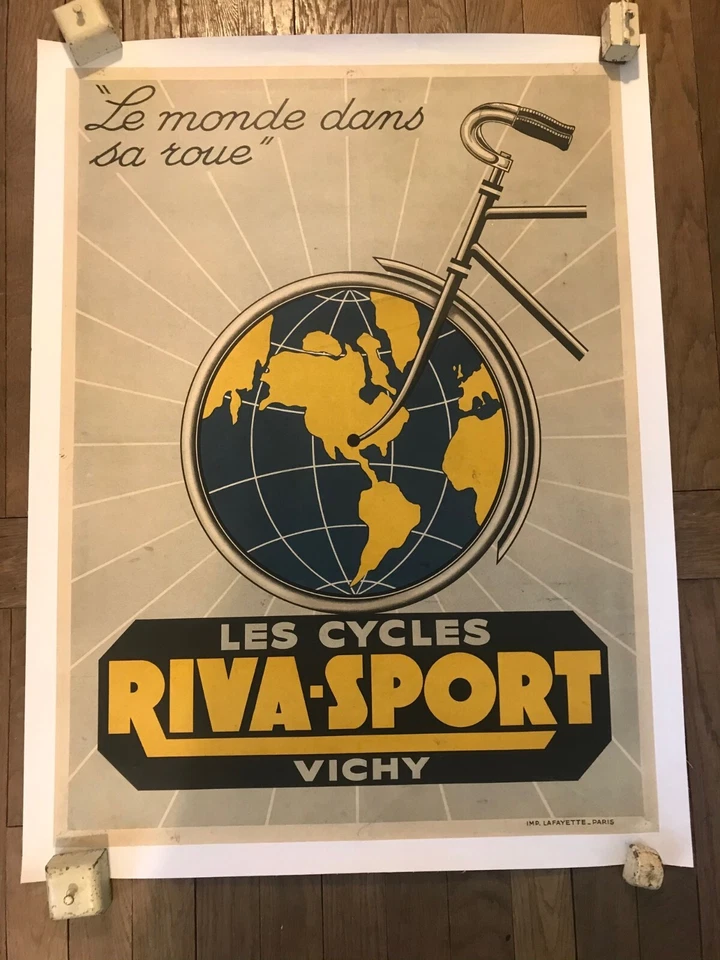 "Le monde dans
sa roue"
LES CYCLES
RIVA-SPORT
VICHY
IMP. LAFAYETTE_PARIS